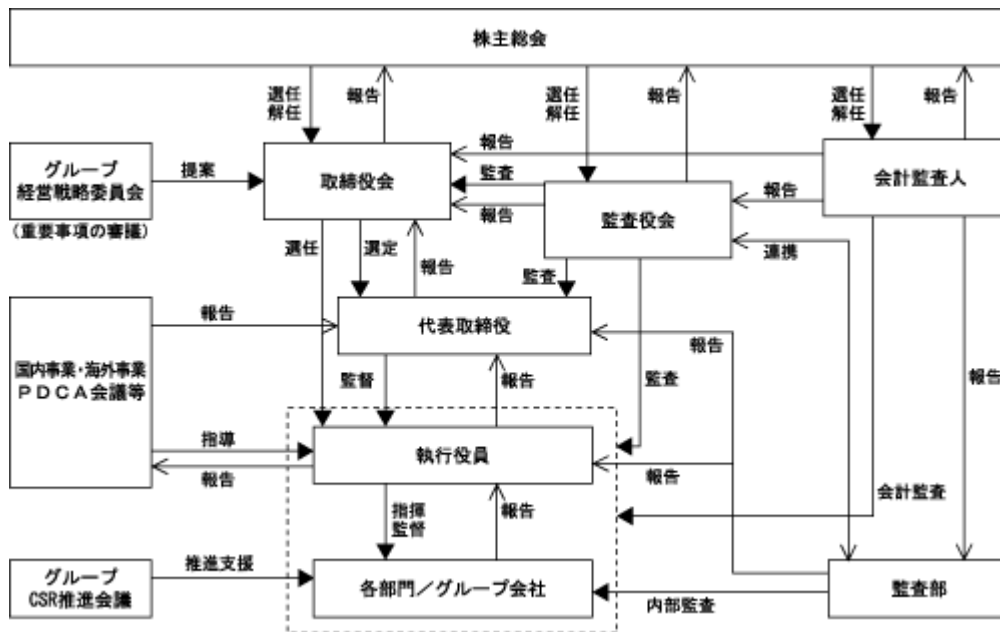 株主総会
選任
解任
報告
選任
解任
報告
選任
解任
報告
グループ
経営戦略委員会
(重要事項の審議)
提案
取締役会
報告
監査
報告
監査役会
報告
会計監査人
選任
選定
報告
監査
連携
国内事業・海外事業
PDCA会議等
報告
代表取締役
報告
監督
報告
監査
報告
指導
報告
執行役員
報告
会計監査
指揮
監督
報告
グループ
CSR推進会議
推進支援
各部門/グループ会社
内部監査
監査部